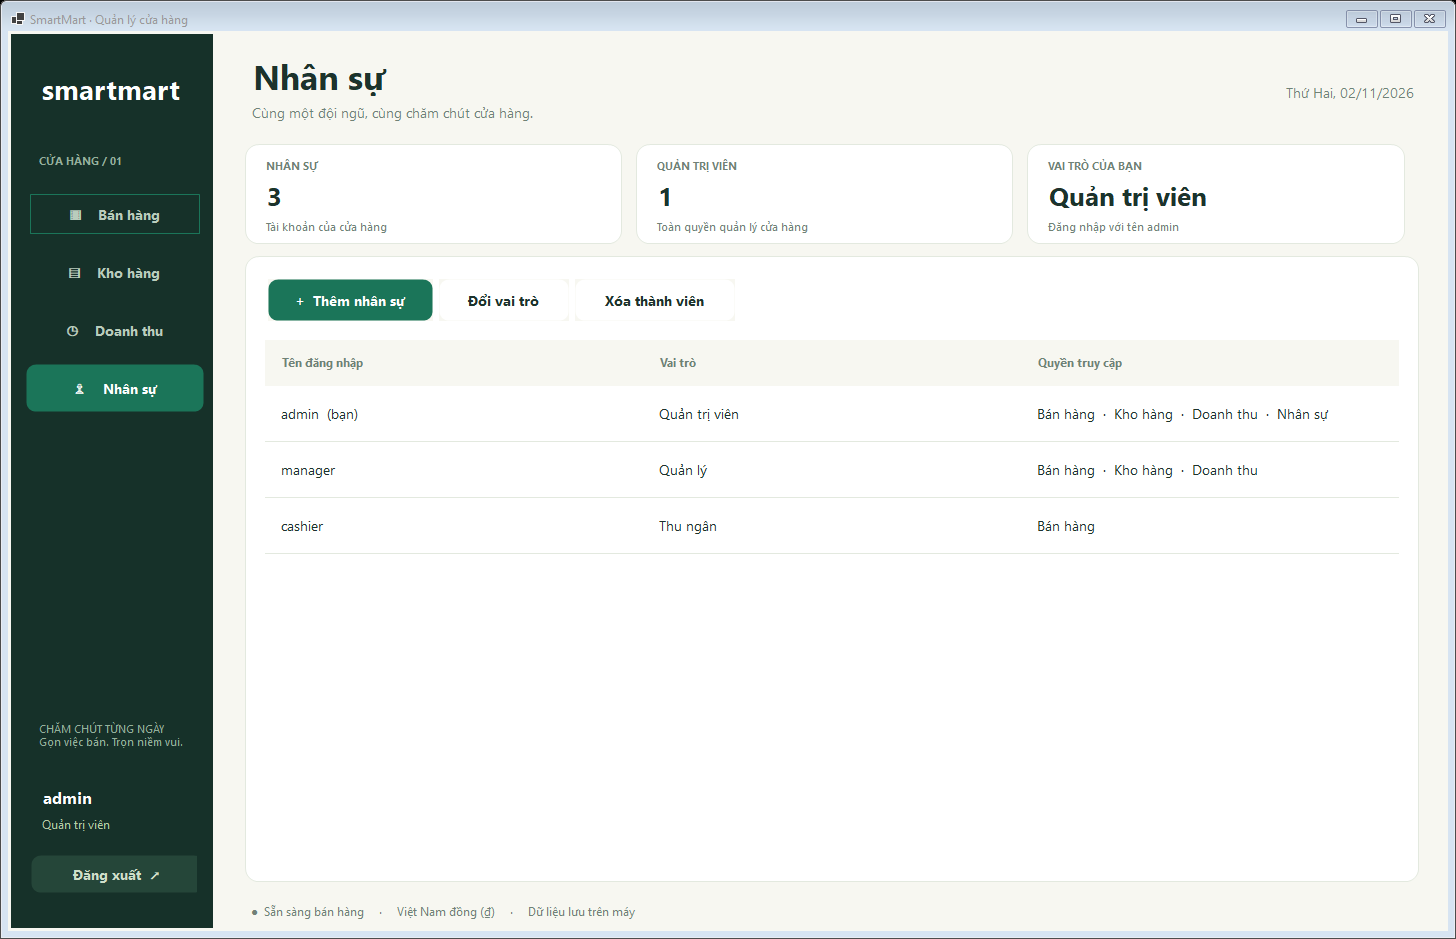 SmartMart · Quản lý cửa hàng
smartmart
CỬA HÀNG / 01
Bán hàng
Kho hàng
Doanh thu
Nhân sự
CHĂM CHÚT TỪNG NGÀY
Gọn việc bán. Trọn niềm vui.
admin
Quản trị viên
Đăng xuất ↗
Nhân sự
Cùng một đội ngũ, cùng chăm chút cửa hàng.
Thứ Hai, 02/11/2026
NHÂN SỰ
3
Tài khoản của cửa hàng
QUẢN TRỊ VIÊN
1
Toàn quyền quản lý cửa hàng
VAI TRÒ CỦA BẠN
Quản trị viên
Đăng nhập với tên admin
+ Thêm nhân sự
Đổi vai trò
Xóa thành viên
Tên đăng nhập Vai trò Quyền truy cập
admin (bạn) Quản trị viên Bán hàng · Kho hàng · Doanh thu · Nhân sự
manager Quản lý Bán hàng · Kho hàng · Doanh thu
cashier Thu ngân Bán hàng
● Sẵn sàng bán hàng · Việt Nam đồng (₫) · Dữ liệu lưu trên máy